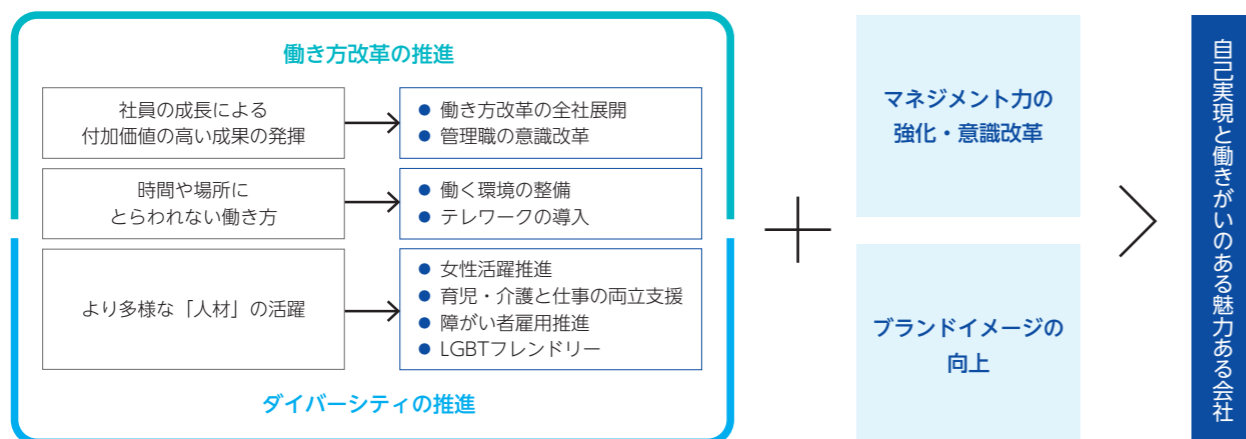 働き方改革の推進
社員の成長による
付加価値の高い成果の発揮
● 働き方改革の全社展開
● 管理職の意識改革
時間や場所に
とらわれない働き方
● 働く環境の整備
● テレワークの導入
より多様な「人材」の活躍
● 女性活躍推進
● 育児・介護と仕事の両立支援
● 障がい者雇用推進
● LGBTフレンドリー
ダイバーシティの推進
マネジメント力の
強化・意識改革
ブランドイメージの
向上
自己実現と働きがいのある魅力ある会社